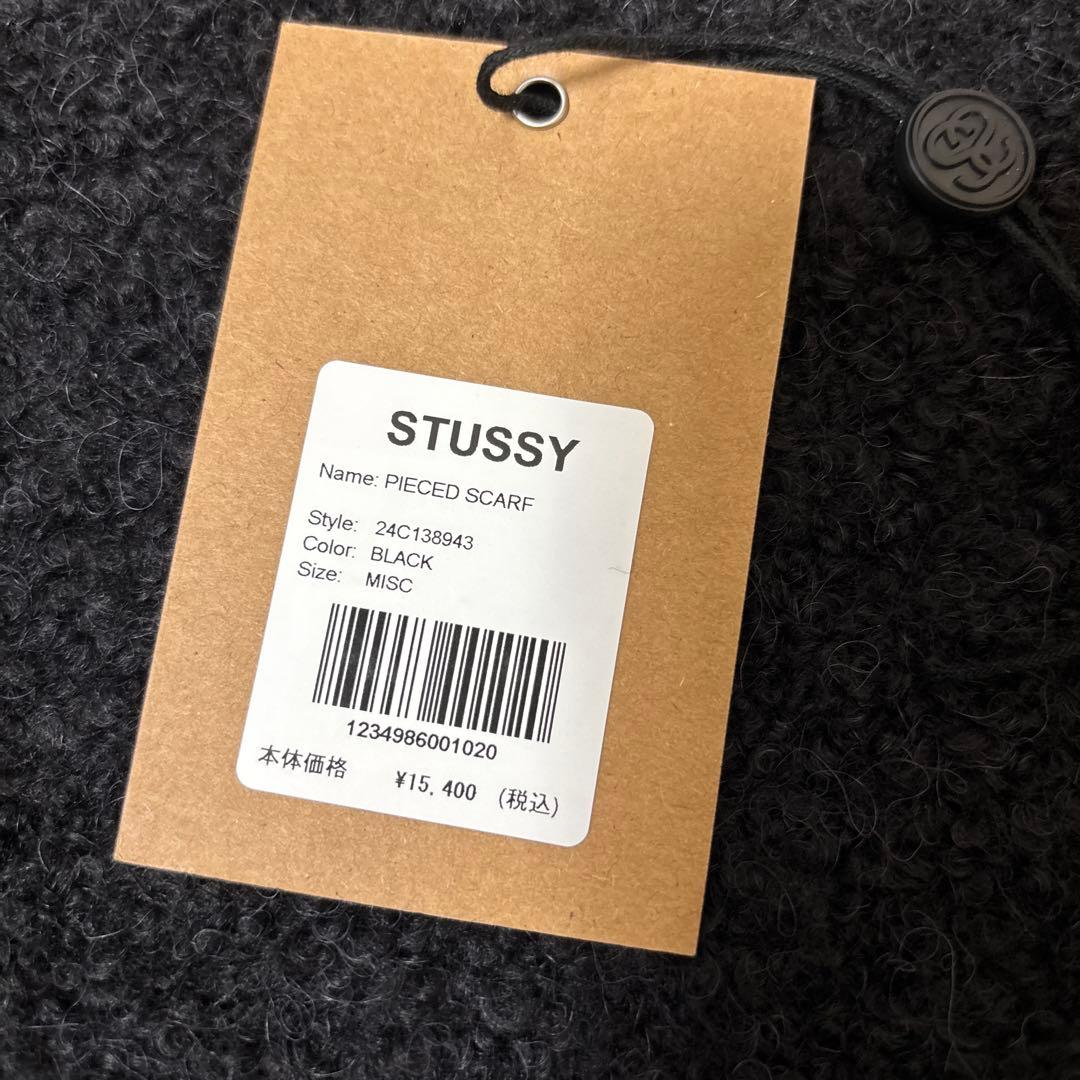 STUSSY
Name: PIECED SCARF
Style: 24C138943
Color: BLACK
Size: MISC
1234986001020
本体価格 ¥15.400 (税込)